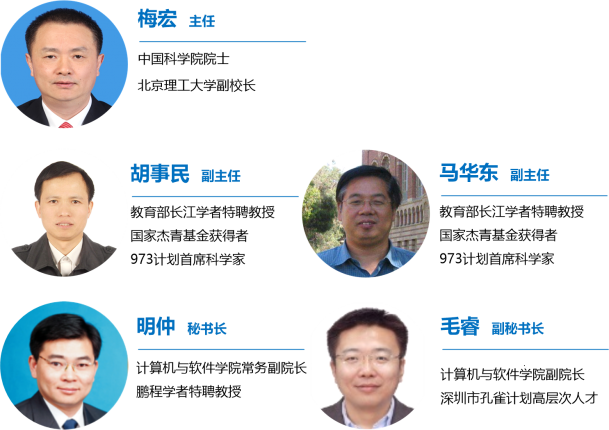 梅宏 主任
中国科学院院士
北京理工大学副校长
胡事民 副主任
教育部长江学者特聘教授
国家杰青基金获得者
973计划首席科学家
马华东 副主任
教育部长江学者特聘教授
国家杰青基金获得者
973计划首席科学家
明仲 秘书长
计算机与软件学院常务副院长
鹏程学者特聘教授
毛睿 副秘书长
计算机与软件学院副院长
深圳市孔雀计划高层次人才